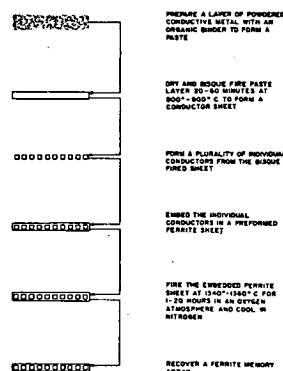 PREPARE A LAYER OF POWDERED
CONDUCTIVE METAL WITH AN
ORGANIC BINDER TO FORM A
PASTE
DRY AND BISQUE FIRE PASTE
LAYER 20-60 MINUTES AT
800°-900° C TO FORM A
CONDUCTOR SHEET
FORM A PLURALITY OF INDIVIDUAL
CONDUCTORS FROM THE BISQUE
FIRED SHEET
EMBED THE INDIVIDUAL
CONDUCTORS IN A PREFORMED
FERRITE SHEET
FIRE THE EMBEDDED FERRITE
SHEET AT 1340°-1360° C FOR
1-20 HOURS IN AN OXYGEN
ATMOSPHERE AND COOL IN
NITROGEN
RECOVER A FERRITE MEMORY
ARRAY